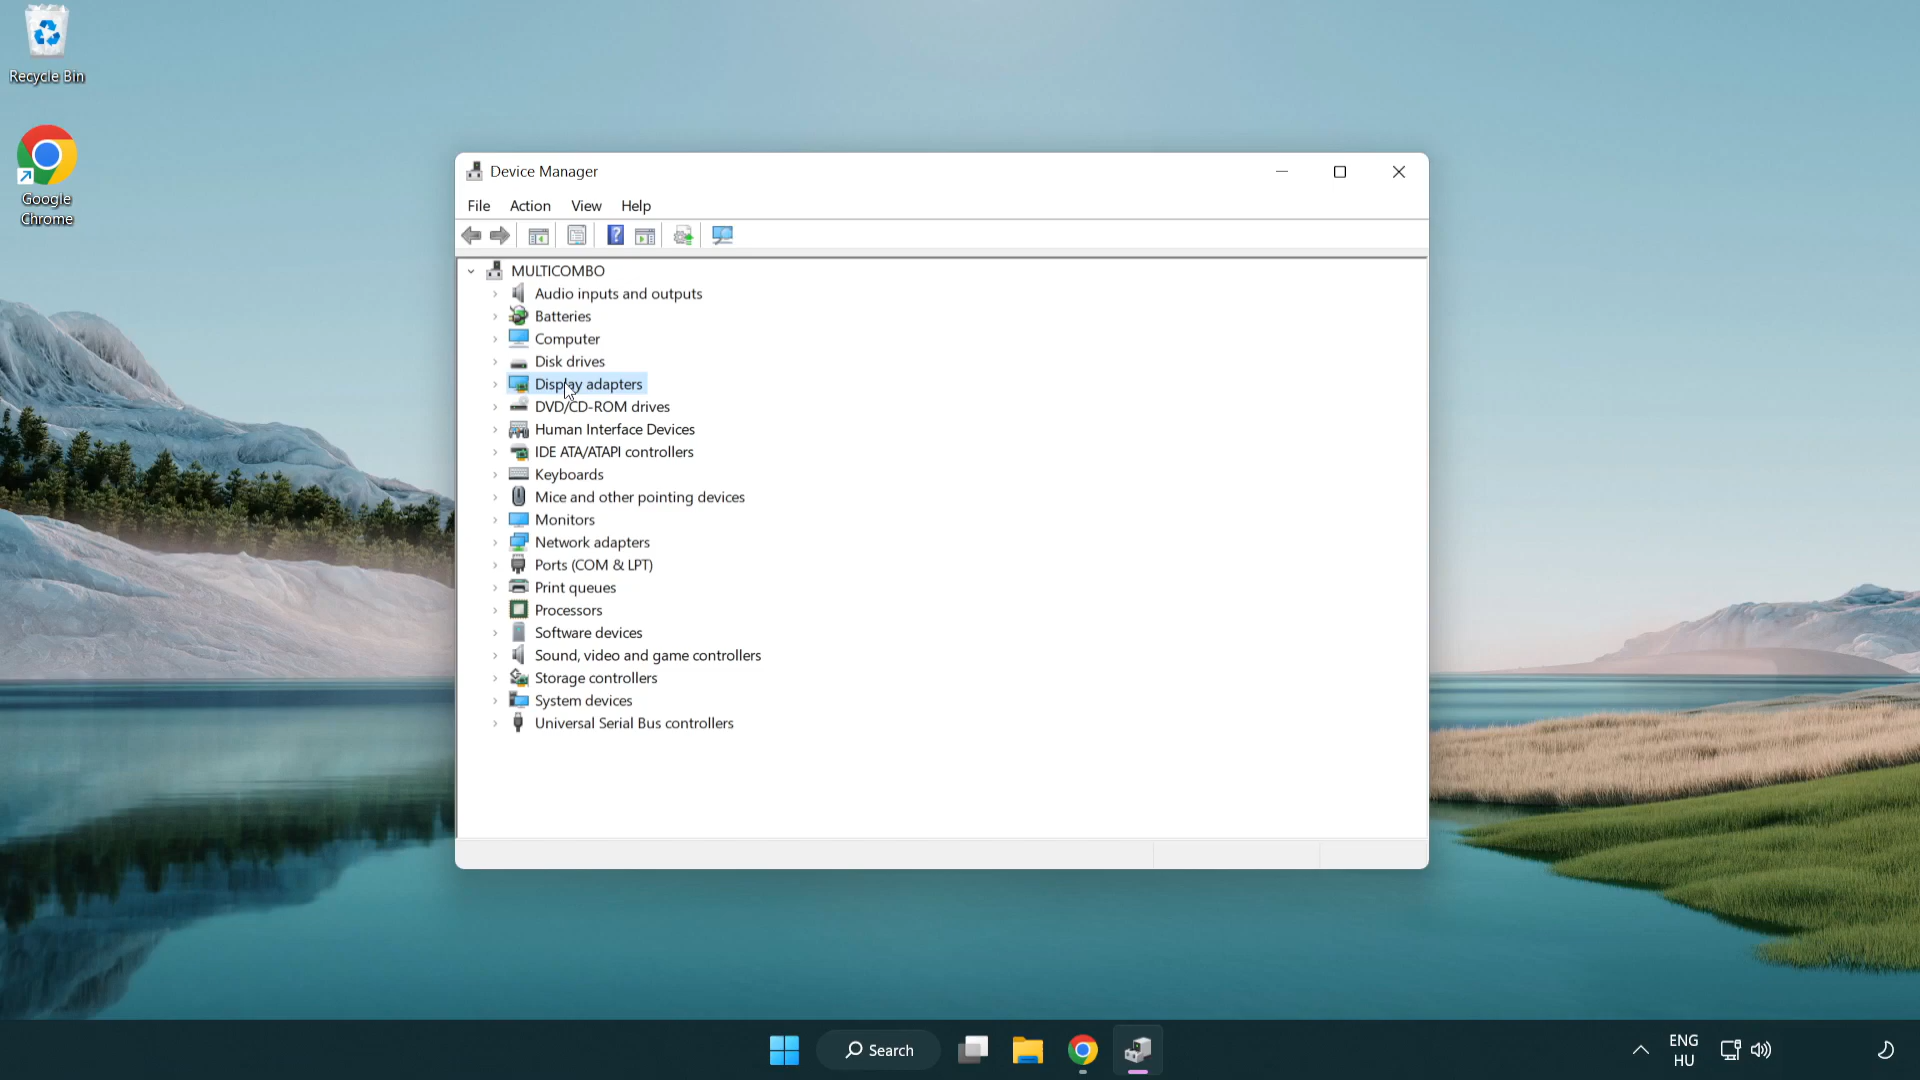 Recycle Bin
Google
Chrome
Device Manager
File Action View Help
MULTICOMBO
Audio inputs and outputs
Batteries
Computer
Disk drives
Display adapters
DVD/CD-ROM drives
Human Interface Devices
IDE ATA/ATAPI controllers
Keyboards
Mice and other pointing devices
Monitors
Network adapters
Ports (COM & LPT)
Print queues
Processors
Software devices
Sound, video and game controllers
Storage controllers
System devices
Universal Serial Bus controllers
Search
ENG
HU